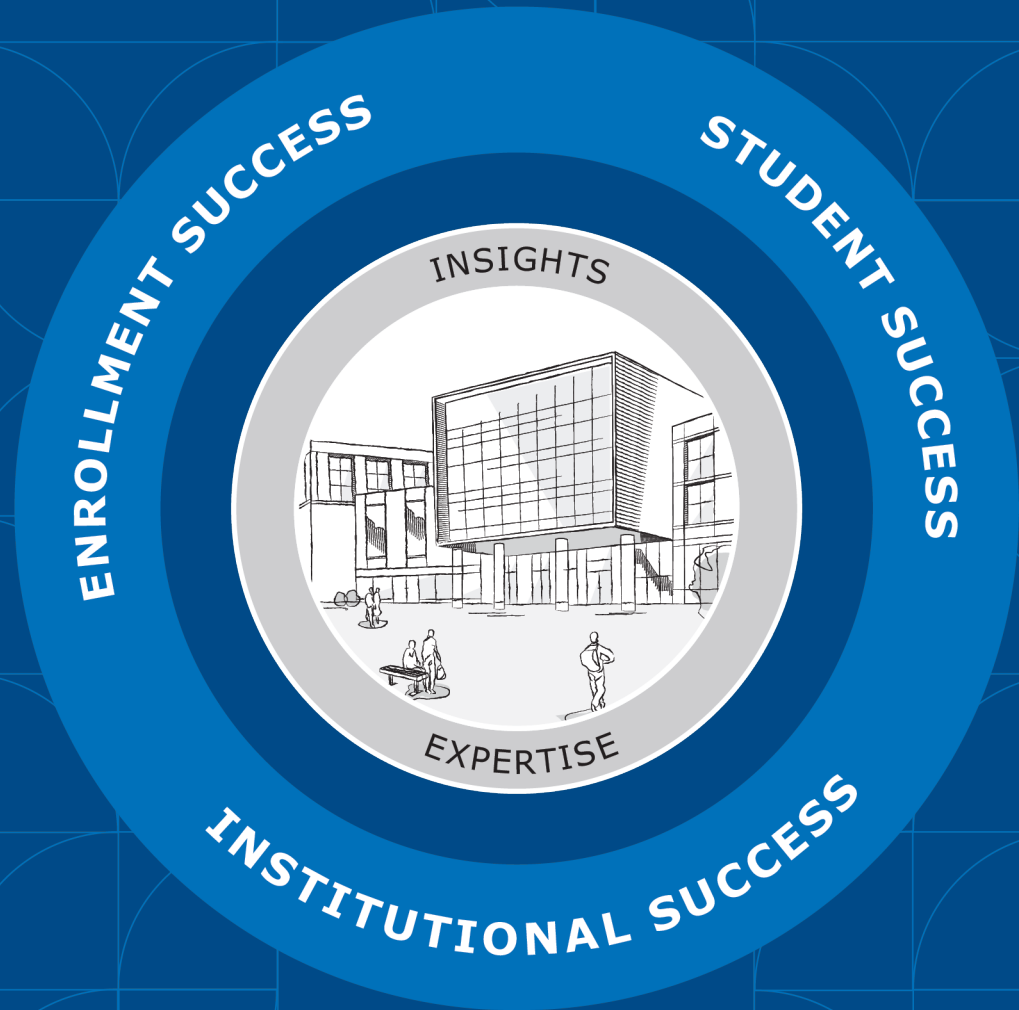 ENROLLMENT SUCCESS
STUDENT SUCCESS
INSIGHTS
EXPERTISE
INSTITUTIONAL SUCCESS